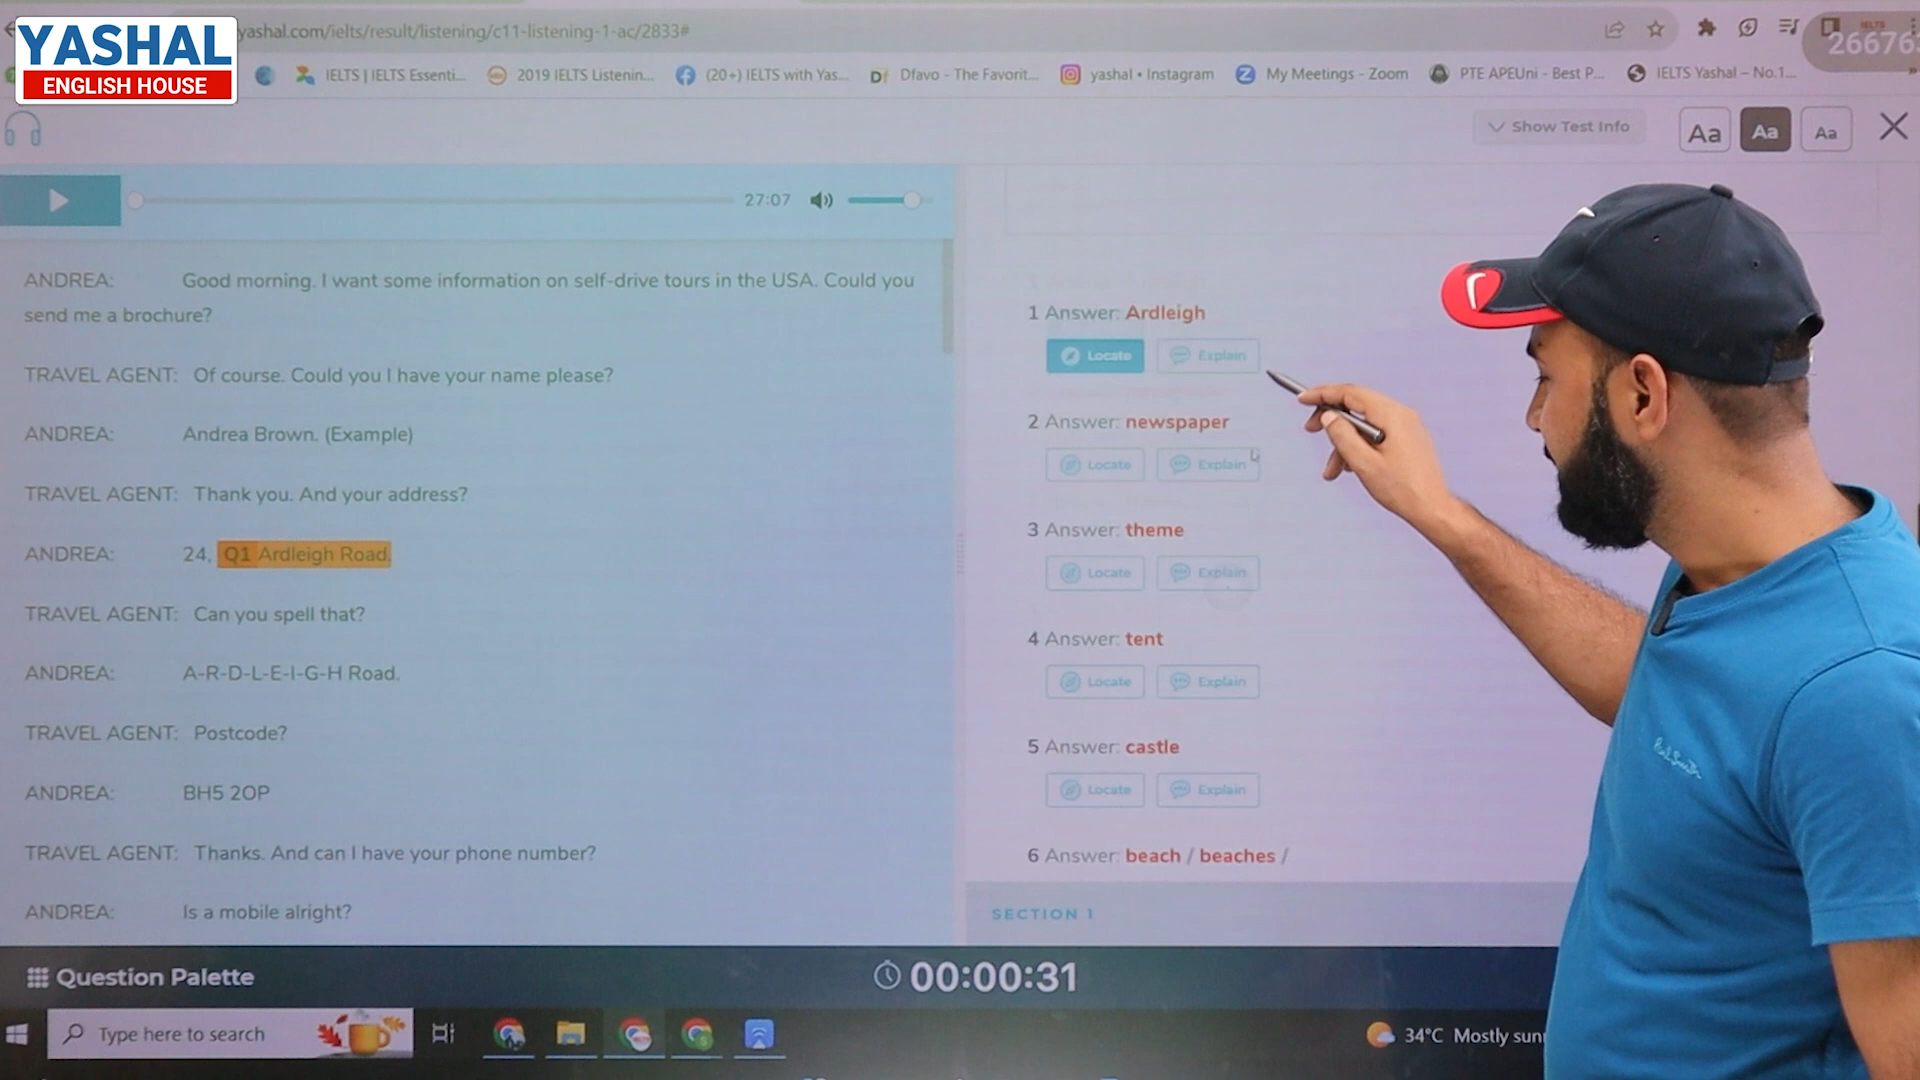 YASHAL
ENGLISH HOUSE
yashal.com/ielts/result/listening/c11-listening-1-ac/2833#
26676
IELTS | IELTS Essenti...
2019 IELTS Listenin...
(20+) IELTS with Yas...
Dfavo - The Favorit...
yashal • Instagram
My Meetings - Zoom
PTE APEUni - Best P...
IELTS Yashal – No.1...
Show Test Info
Aa
Aa
Aa
27:07
ANDREA: Good morning. I want some information on self-drive tours in the USA. Could you
send me a brochure?
TRAVEL AGENT: Of course. Could you I have your name please?
ANDREA: Andrea Brown. (Example)
TRAVEL AGENT: Thank you. And your address?
ANDREA: 24, Q1 Ardleigh Road.
TRAVEL AGENT: Can you spell that?
ANDREA: A-R-D-L-E-I-G-H Road.
TRAVEL AGENT: Postcode?
ANDREA: BH5 2OP
TRAVEL AGENT: Thanks. And can I have your phone number?
ANDREA: Is a mobile alright?
1 Answer: Ardleigh
Locate Explain
2 Answer: newspaper
Locate Explain
3 Answer: theme
Locate Explain
4 Answer: tent
Locate Explain
5 Answer: castle
Locate Explain
6 Answer: beach / beaches /
SECTION 1
Question Palette
00:00:31
Type here to search
34°C Mostly sun
Paul Smith